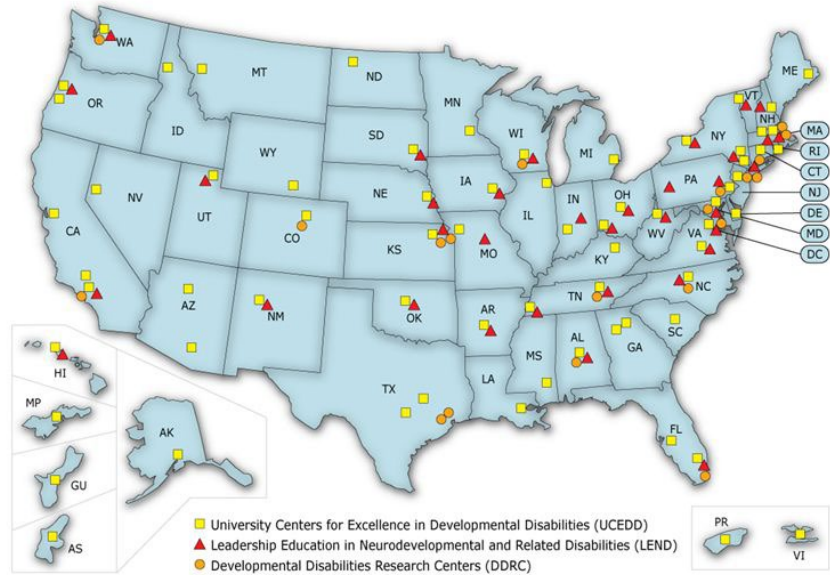 WA
MT
ND
MN
ME
VT
NH
OR
ID
SD
WI
MI
NY
MA
RI
CT
NJ
DE
MD
DC
WY
NE
IA
PA
NV
UT
CO
KS
IL
IN
OH
WV
VA
CA
MO
KY
AZ
NM
OK
AR
TN
NC
SC
MS
AL
GA
TX
LA
FL
HI
MP
GU
AS
AK
University Centers for Excellence in Developmental Disabilities (UCEDD)
Leadership Education in Neurodevelopmental and Related Disabilities (LEND)
Developmental Disabilities Research Centers (DDRC)
PR
VI